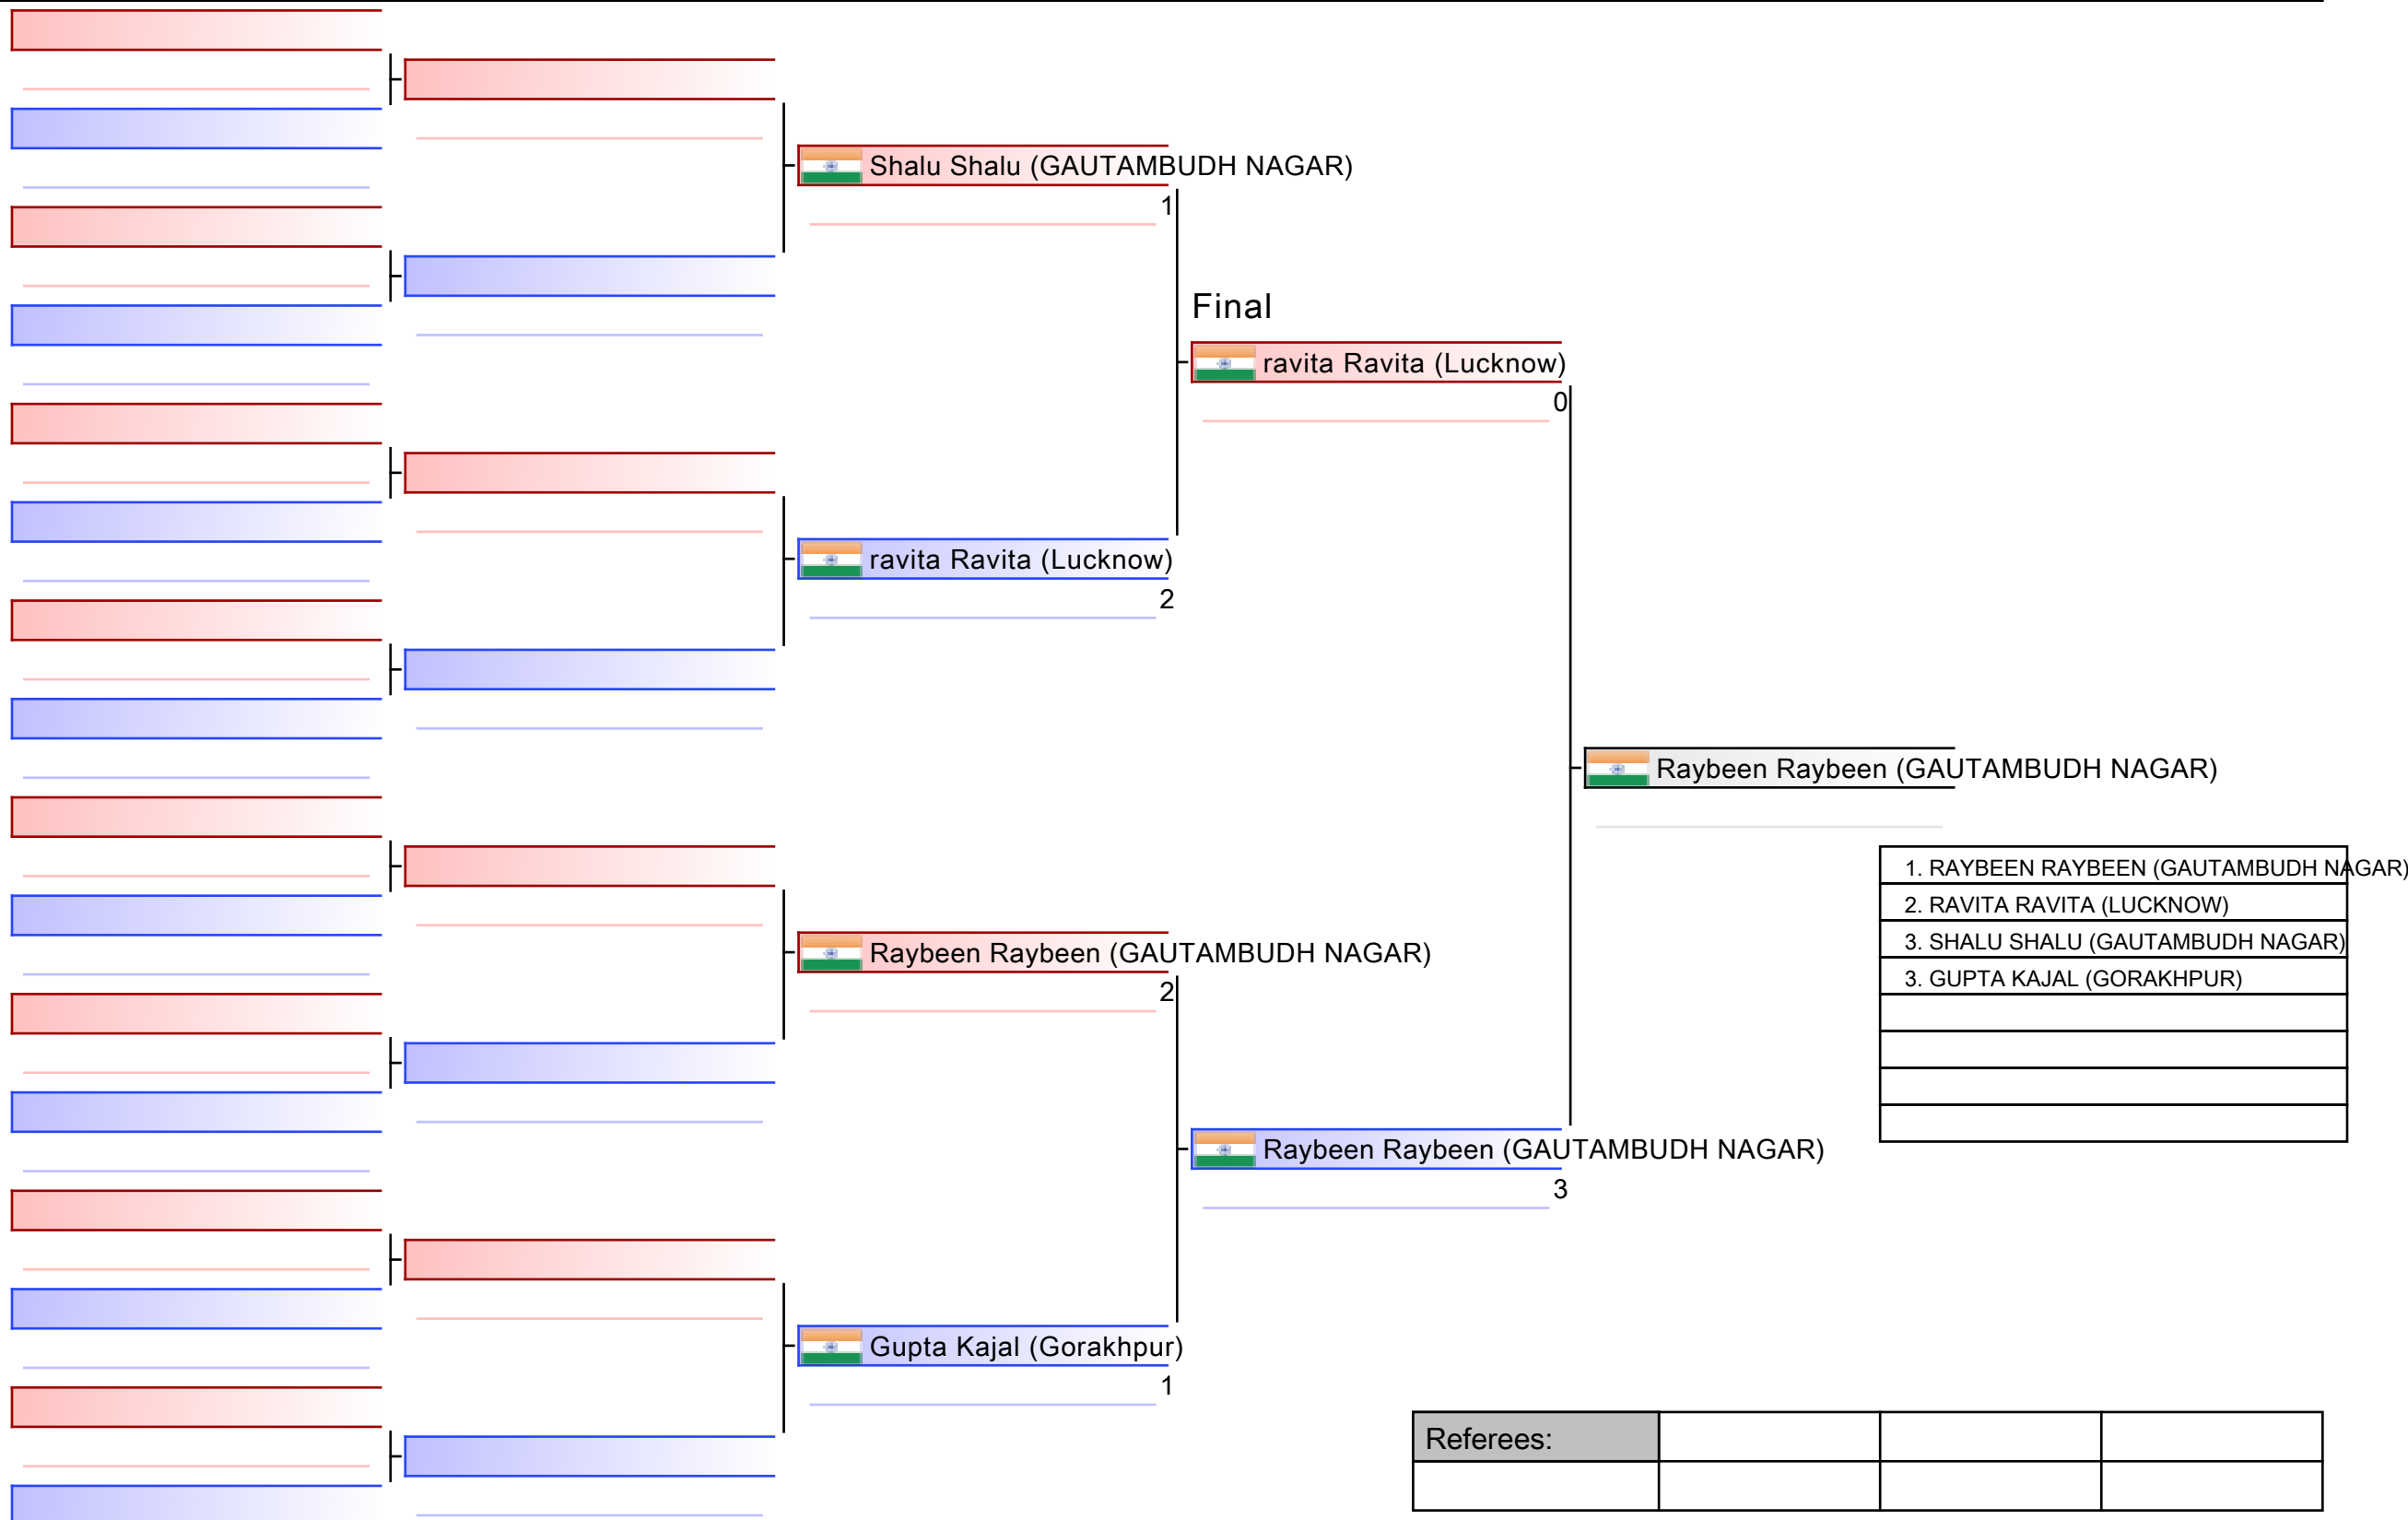 Shalu Shalu (GAUTAMBUDH NAGAR)
1
Final
ravita Ravita (Lucknow)
0
ravita Ravita (Lucknow)
2
Raybeen Raybeen (GAUTAMBUDH NAGAR)
1. RAYBEEN RAYBEEN (GAUTAMBUDH NAGAR)
2. RAVITA RAVITA (LUCKNOW)
3. SHALU SHALU (GAUTAMBUDH NAGAR)
3. GUPTA KAJAL (GORAKHPUR)
Raybeen Raybeen (GAUTAMBUDH NAGAR)
2
Raybeen Raybeen (GAUTAMBUDH NAGAR)
3
Gupta Kajal (Gorakhpur)
1
Referees: